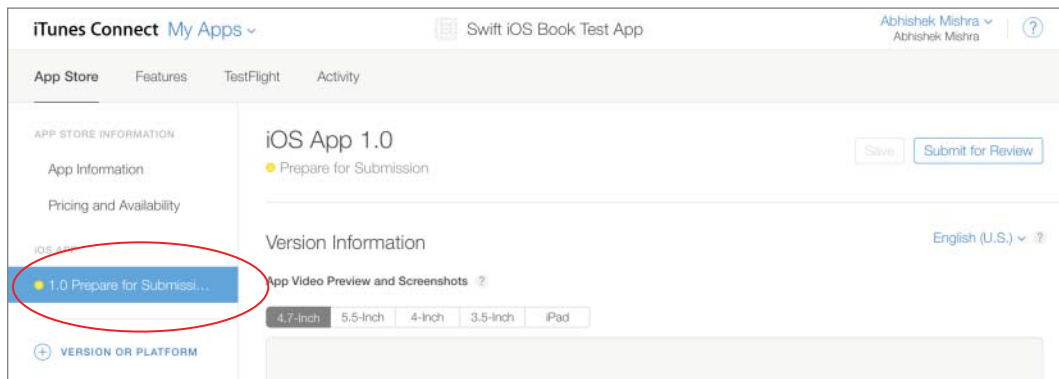 iTunes Connect My Apps
Swift iOS Book Test App
Abhishek Mishra
Abhishek Mishra
?
App Store Features TestFlight Activity
APP STORE INFORMATION
App Information
Pricing and Availability
iOS APP
1.0 Prepare for Submissi...
VERSION OR PLATFORM
iOS App 1.0
Prepare for Submission
Save Submit for Review
Version Information
English (U.S.) ?
App Video Preview and Screenshots ?
4.7-Inch 5.5-Inch 4-Inch 3.5-Inch iPad